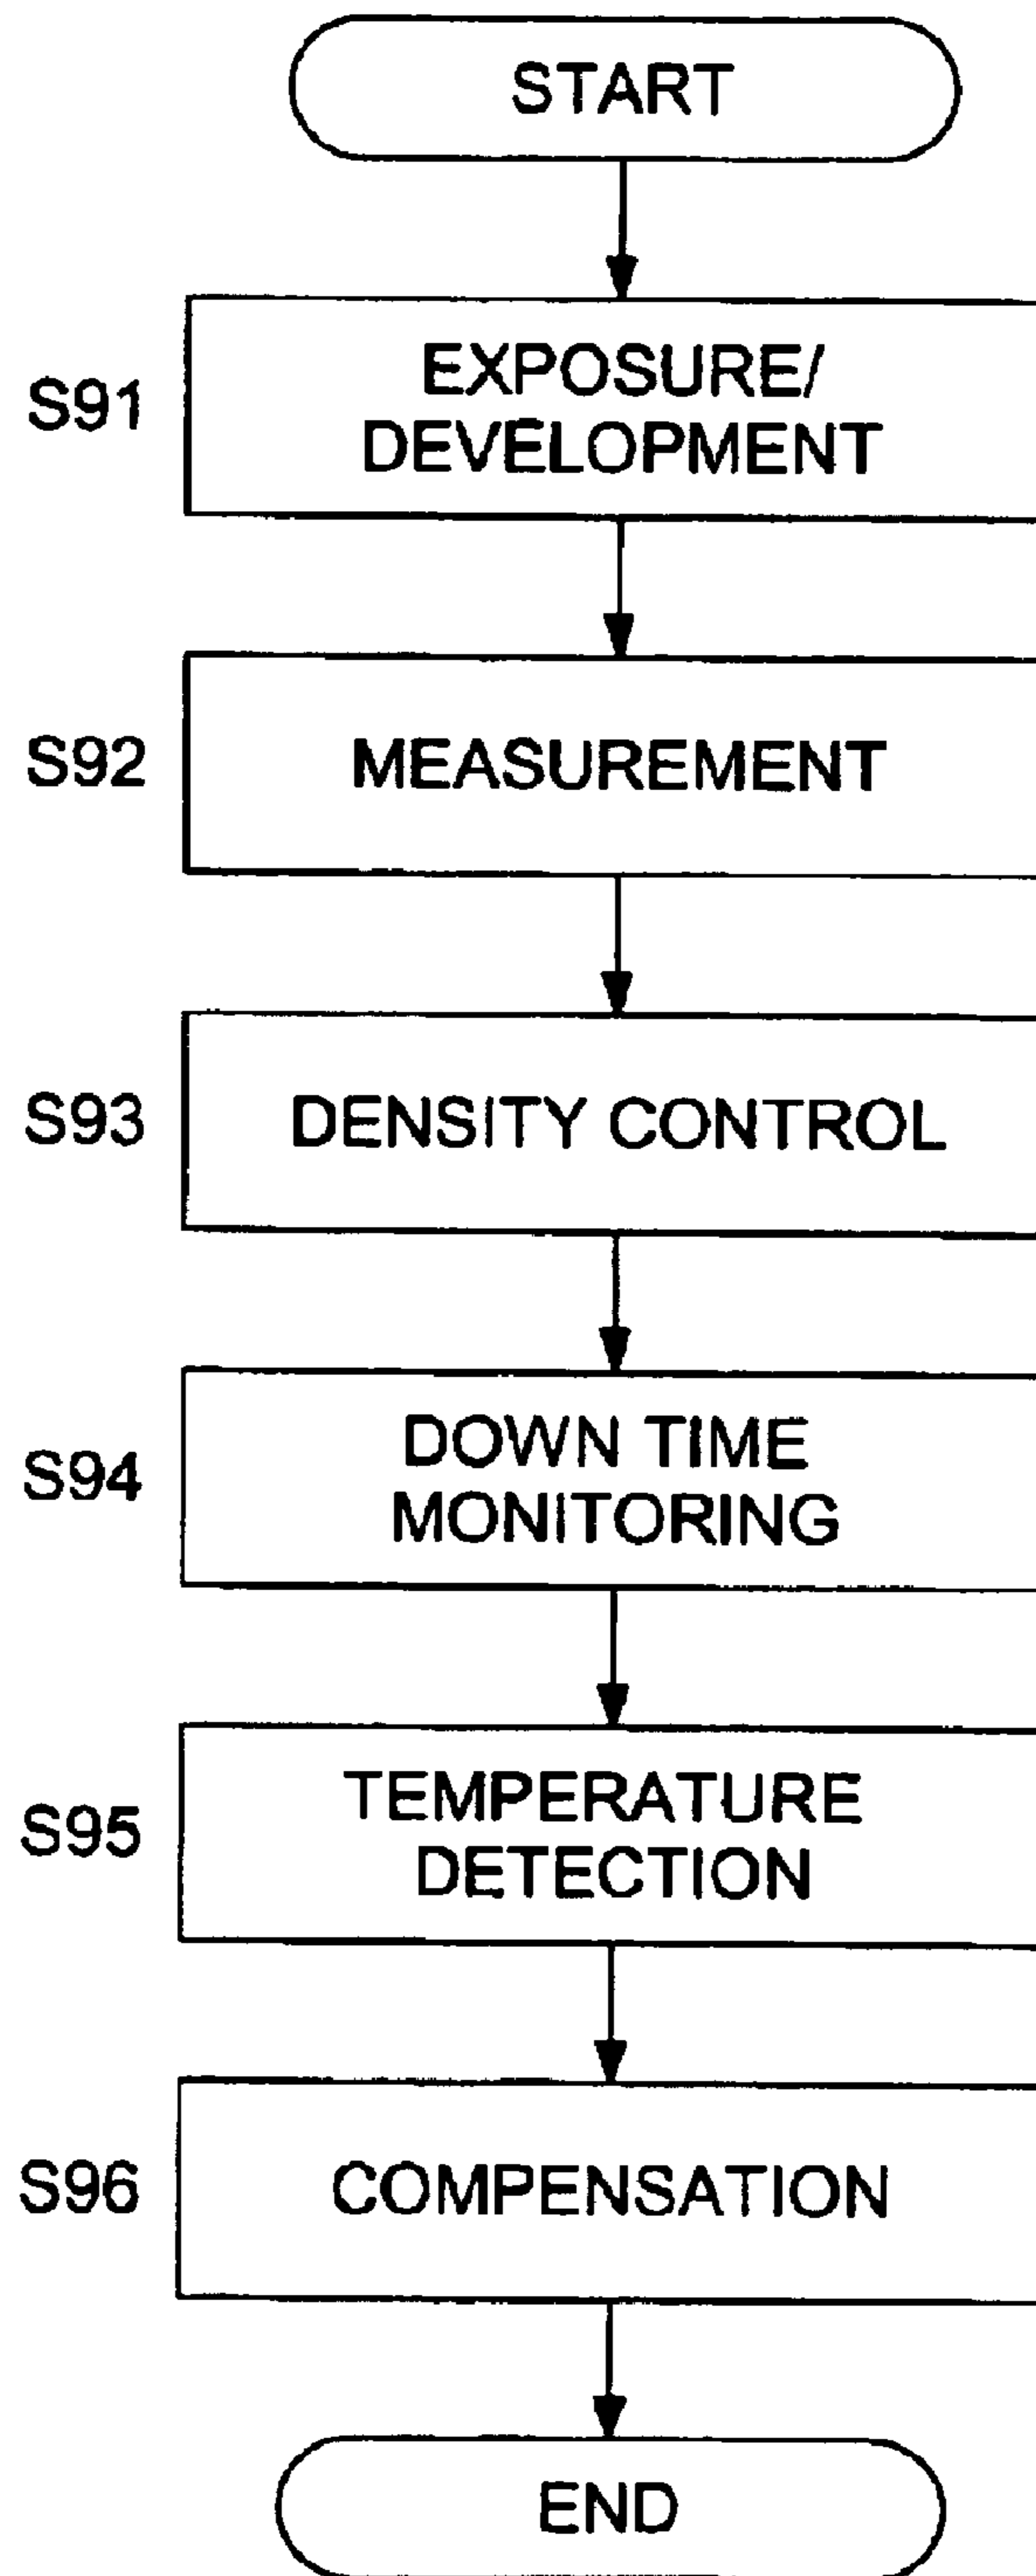 START
S91
EXPOSURE/
DEVELOPMENT
S92
MEASUREMENT
S93
DENSITY CONTROL
S94
DOWN TIME
MONITORING
S95
TEMPERATURE
DETECTION
S96
COMPENSATION
END